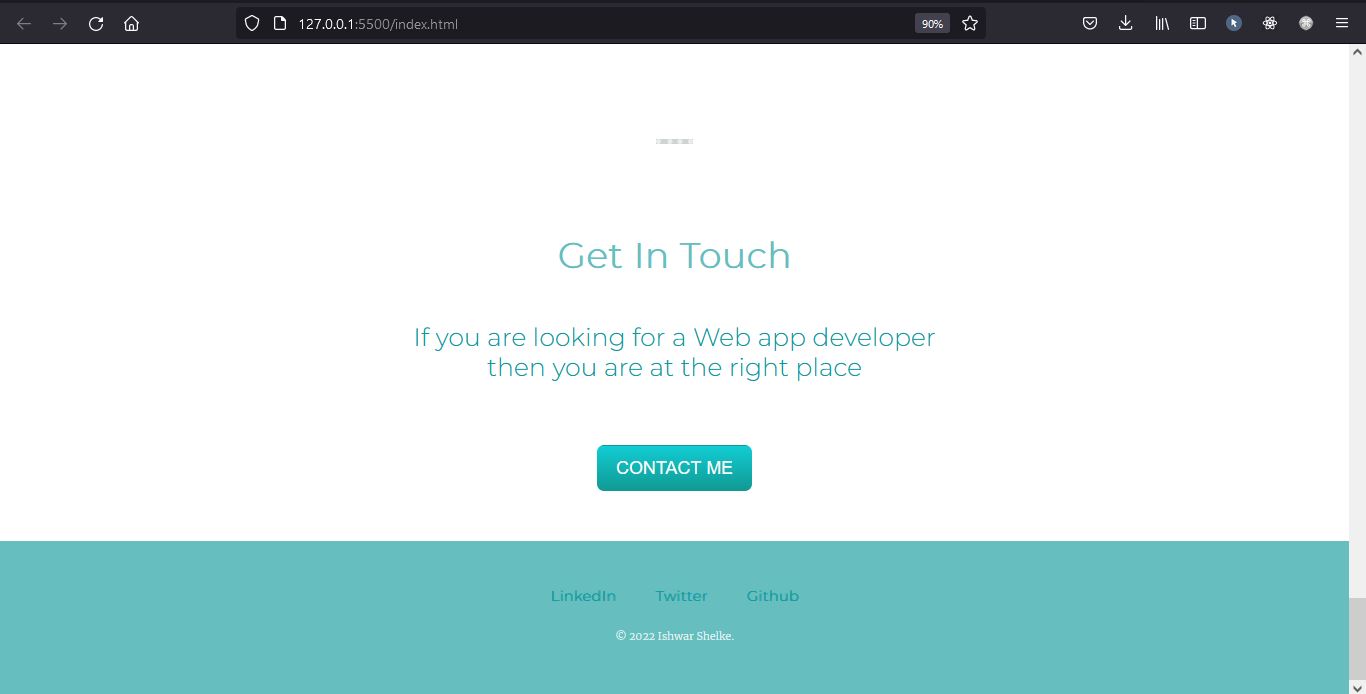 127.0.0.1:5500/index.html
90%
Get In Touch
If you are looking for a Web app developer
then you are at the right place
CONTACT ME
LinkedIn Twitter Github
© 2022 Ishwar Shelke.